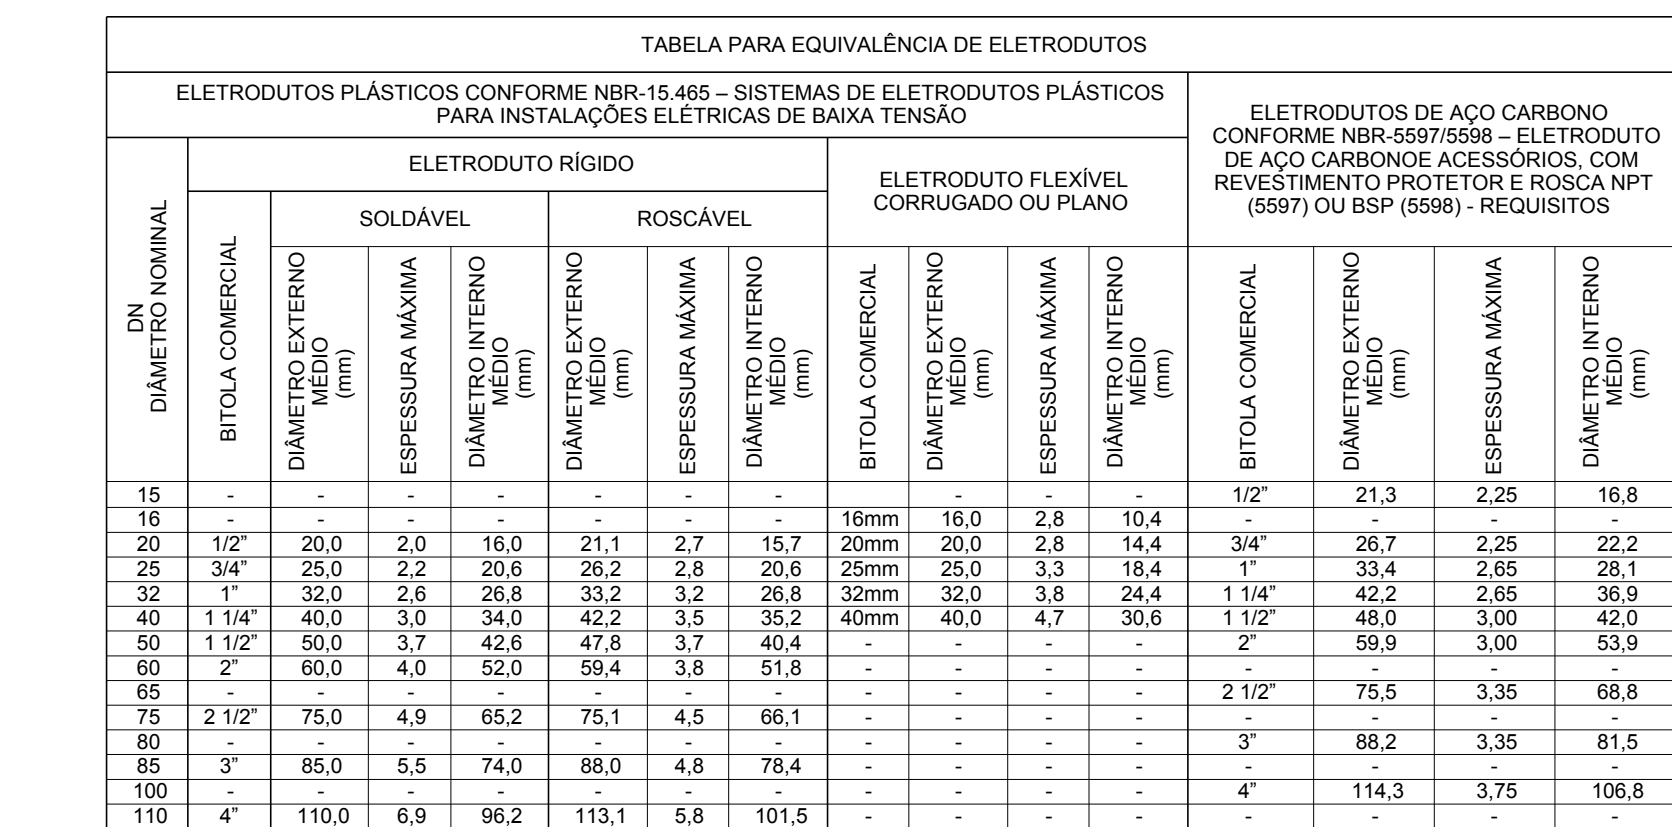 TABELA PARA EQUIVALÊNCIA DE ELETRODUTOS
ELETRODUTOS PLÁSTICOS CONFORME NBR-15.465 – SISTEMAS DE ELETRODUTOS PLÁSTICOS
PARA INSTALAÇÕES ELÉTRICAS DE BAIXA TENSÃO
ELETRODUTOS DE AÇO CARBONO
CONFORME NBR-5597/5598 – ELETRODUTO
DE AÇO CARBONOE ACESSÓRIOS, COM
REVESTIMENTO PROTETOR E ROSCA NPT
(5597) OU BSP (5598) - REQUISITOS
ELETRODUTO RÍGIDO
ELETRODUTO FLEXÍVEL
CORRUGADO OU PLANO
SOLDÁVEL
ROSCÁVEL
DN
DIÂMETRO NOMINAL
BITOLA COMERCIAL
DIÂMETRO EXTERNO
MÉDIO
(mm)
ESPESSURA MÁXIMA
DIÂMETRO INTERNO
MÉDIO
(mm)
DIÂMETRO EXTERNO
MÉDIO
(mm)
ESPESSURA MÁXIMA
DIÂMETRO INTERNO
MÉDIO
(mm)
BITOLA COMERCIAL
DIÂMETRO EXTERNO
MÉDIO
(mm)
ESPESSURA MÁXIMA
DIÂMETRO INTERNO
MÉDIO
(mm)
BITOLA COMERCIAL
DIÂMETRO EXTERNO
MÉDIO
(mm)
ESPESSURA MÁXIMA
DIÂMETRO INTERNO
MÉDIO
(mm)
15 - - - - - - - - - - 1/2” 21,3 2,25 16,8
16 - - - - - - - 16mm 16,0 2,8 10,4 - - - -
20 1/2” 20,0 2,0 16,0 21,1 2,7 15,7 20mm 20,0 2,8 14,4 3/4” 26,7 2,25 22,2
25 3/4” 25,0 2,2 20,6 26,2 2,8 20,6 25mm 25,0 3,3 18,4 1” 33,4 2,65 28,1
32 1” 32,0 2,6 26,8 33,2 3,2 26,8 32mm 32,0 3,8 24,4 1 1/4” 42,2 2,65 36,9
40 1 1/4” 40,0 3,0 34,0 42,2 3,5 35,2 40mm 40,0 4,7 30,6 1 1/2” 48,0 3,00 42,0
50 1 1/2” 50,0 3,7 42,6 47,8 3,7 40,4 - - - - 2” 59,9 3,00 53,9
60 2” 60,0 4,0 52,0 59,4 3,8 51,8 - - - - - - - -
65 - - - - - - - - - - - 2 1/2” 75,5 3,35 68,8
75 2 1/2” 75,0 4,9 65,2 75,1 4,5 66,1 - - - - - - - -
80 - - - - - - - - - - - 3” 88,2 3,35 81,5
85 3” 85,0 5,5 74,0 88,0 4,8 78,4 - - - - - - - -
100 - - - - - - - - - - - 4” 114,3 3,75 106,8
110 4” 110,0 6,9 96,2 113,1 5,8 101,5 - - - - - - - -